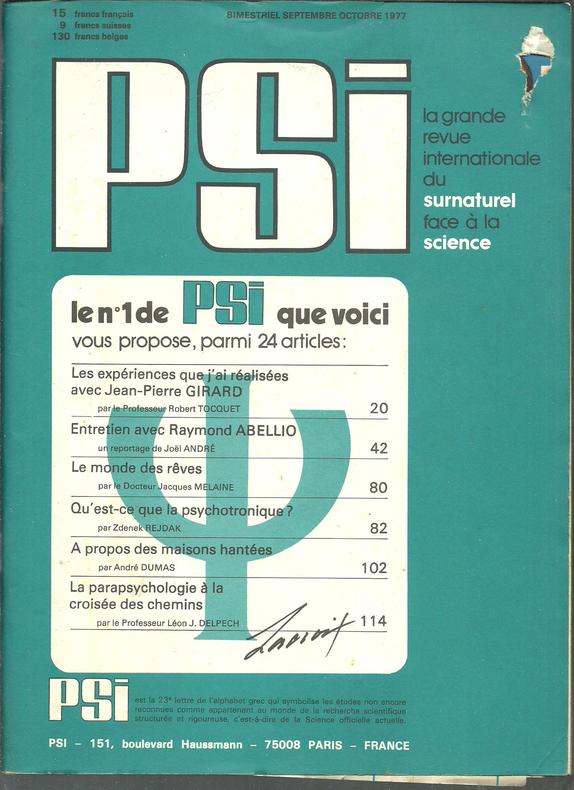 15 francs français
9 francs suisses
130 francs belges
BIMESTRIEL SEPTEMBRE OCTOBRE 1977
PSi
la grande
revue
internationale
du
surnaturel
face à la
science
le n°1 de PSi que voici
vous propose, parmi 24 articles:
Les expériences que j'ai réalisées
avec Jean-Pierre GIRARD
par le Professeur Robert TOCQUET 20
Entretien avec Raymond ABELLIO
un reportage de Joël ANDRÉ 42
Le monde des rêves
par le Docteur Jacques MELAINE 80
Qu'est-ce que la psychotronique?
par Zdenek REJDAK 82
A propos des maisons hantées
par André DUMAS 102
La parapsychologie à la
croisée des chemins
par le Professeur Léon J. DELPECH 114
PSi est la 23e lettre de l'alphabet grec qui symbolise les études non encore
reconnues comme appartenant au monde de la recherche scientifique
structurée et rigoureuse, c'est-à-dire de la Science officielle actuelle.
PSI – 151, boulevard Haussmann – 75008 PARIS – FRANCE